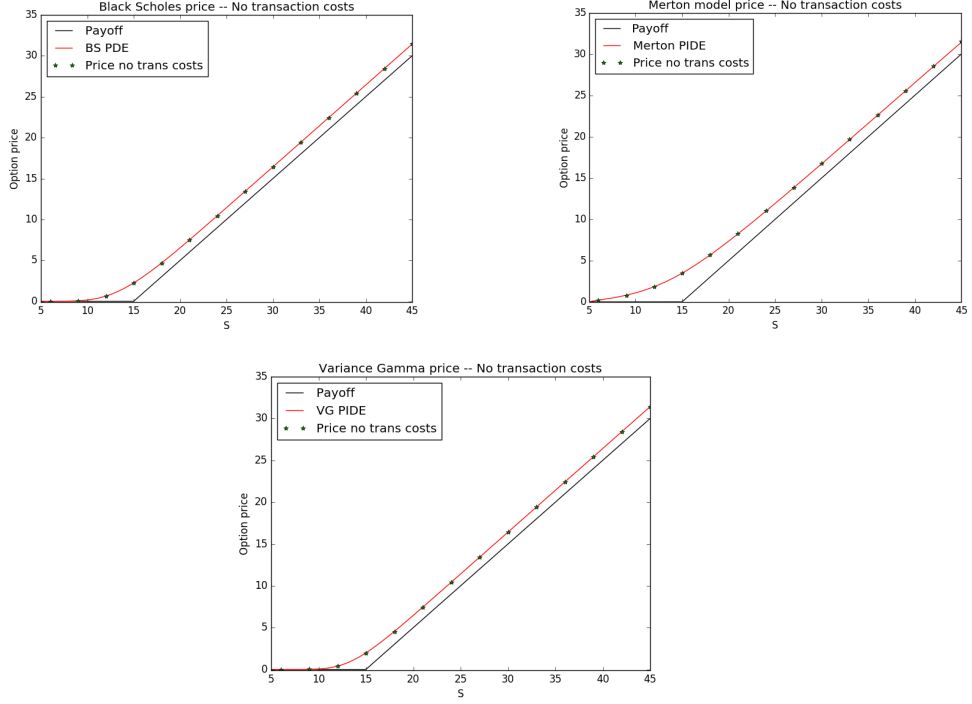 Black Scholes price -- No transaction costs
Payoff
BS PDE
Price no trans costs
Option price
35
30
25
20
15
10
5
0
5 10 15 20 25 30 35 40 45
S
Merton model price -- No transaction costs
Payoff
Merton PIDE
Price no trans costs
Option price
35
30
25
20
15
10
5
0
5 10 15 20 25 30 35 40 45
S
Variance Gamma price -- No transaction costs
Payoff
VG PIDE
Price no trans costs
Option price
35
30
25
20
15
10
5
0
5 10 15 20 25 30 35 40 45
S